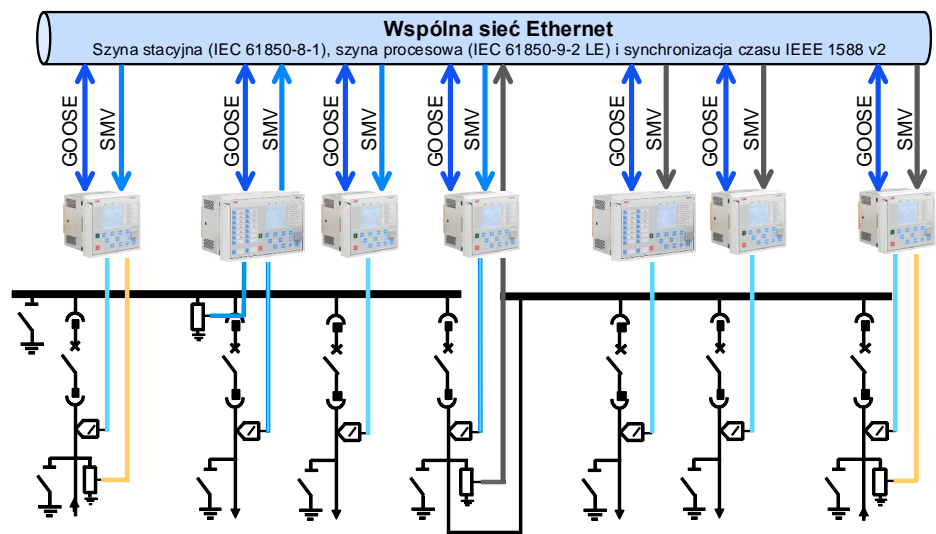 Wspólna sieć Ethernet
Szyna stacyjna (IEC 61850-8-1), szyna procesowa (IEC 61850-9-2 LE) i synchronizacja czasu IEEE 1588 v2
GOOSE
SMV
GOOSE
SMV
GOOSE
SMV
GOOSE
SMV
GOOSE
SMV
GOOSE
SMV
GOOSE
SMV